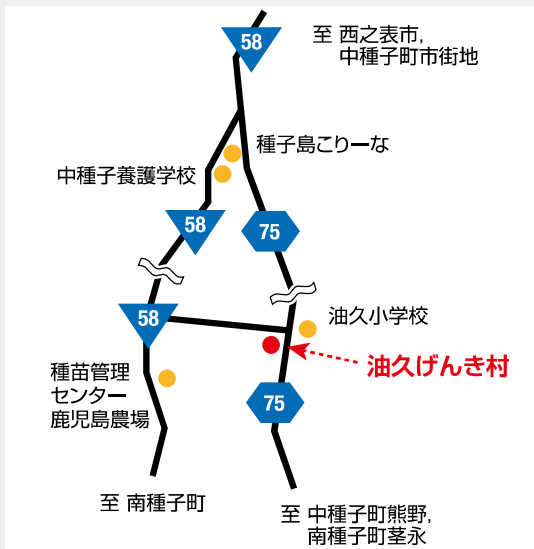 58
至 西之表市,
中種子町市街地
種子島こりーな
中種子養護学校
58
75
58
油久小学校
油久げんき村
種苗管理
センター
鹿児島農場
75
至 南種子町
至 中種子町熊野,
南種子町茎永